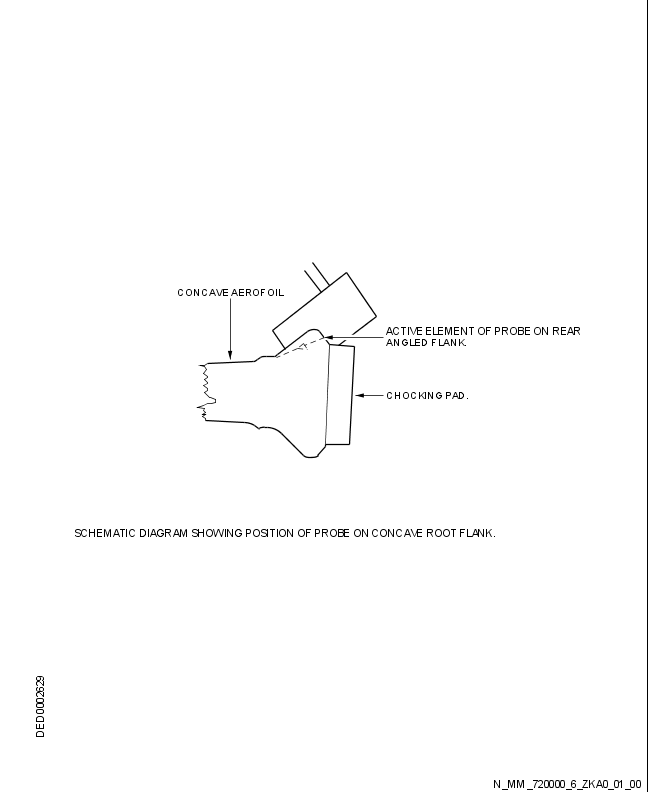 CONCAVE AEROFOIL
ACTIVE ELEMENT OF PROBE ON REAR
ANGLED FLANK.
CHOCKING PAD.
SCHEMATIC DIAGRAM SHOWING POSITION OF PROBE ON CONCAVE ROOT FLANK.
DED0002629
N_MM_720000_6_ZKA0_01_00